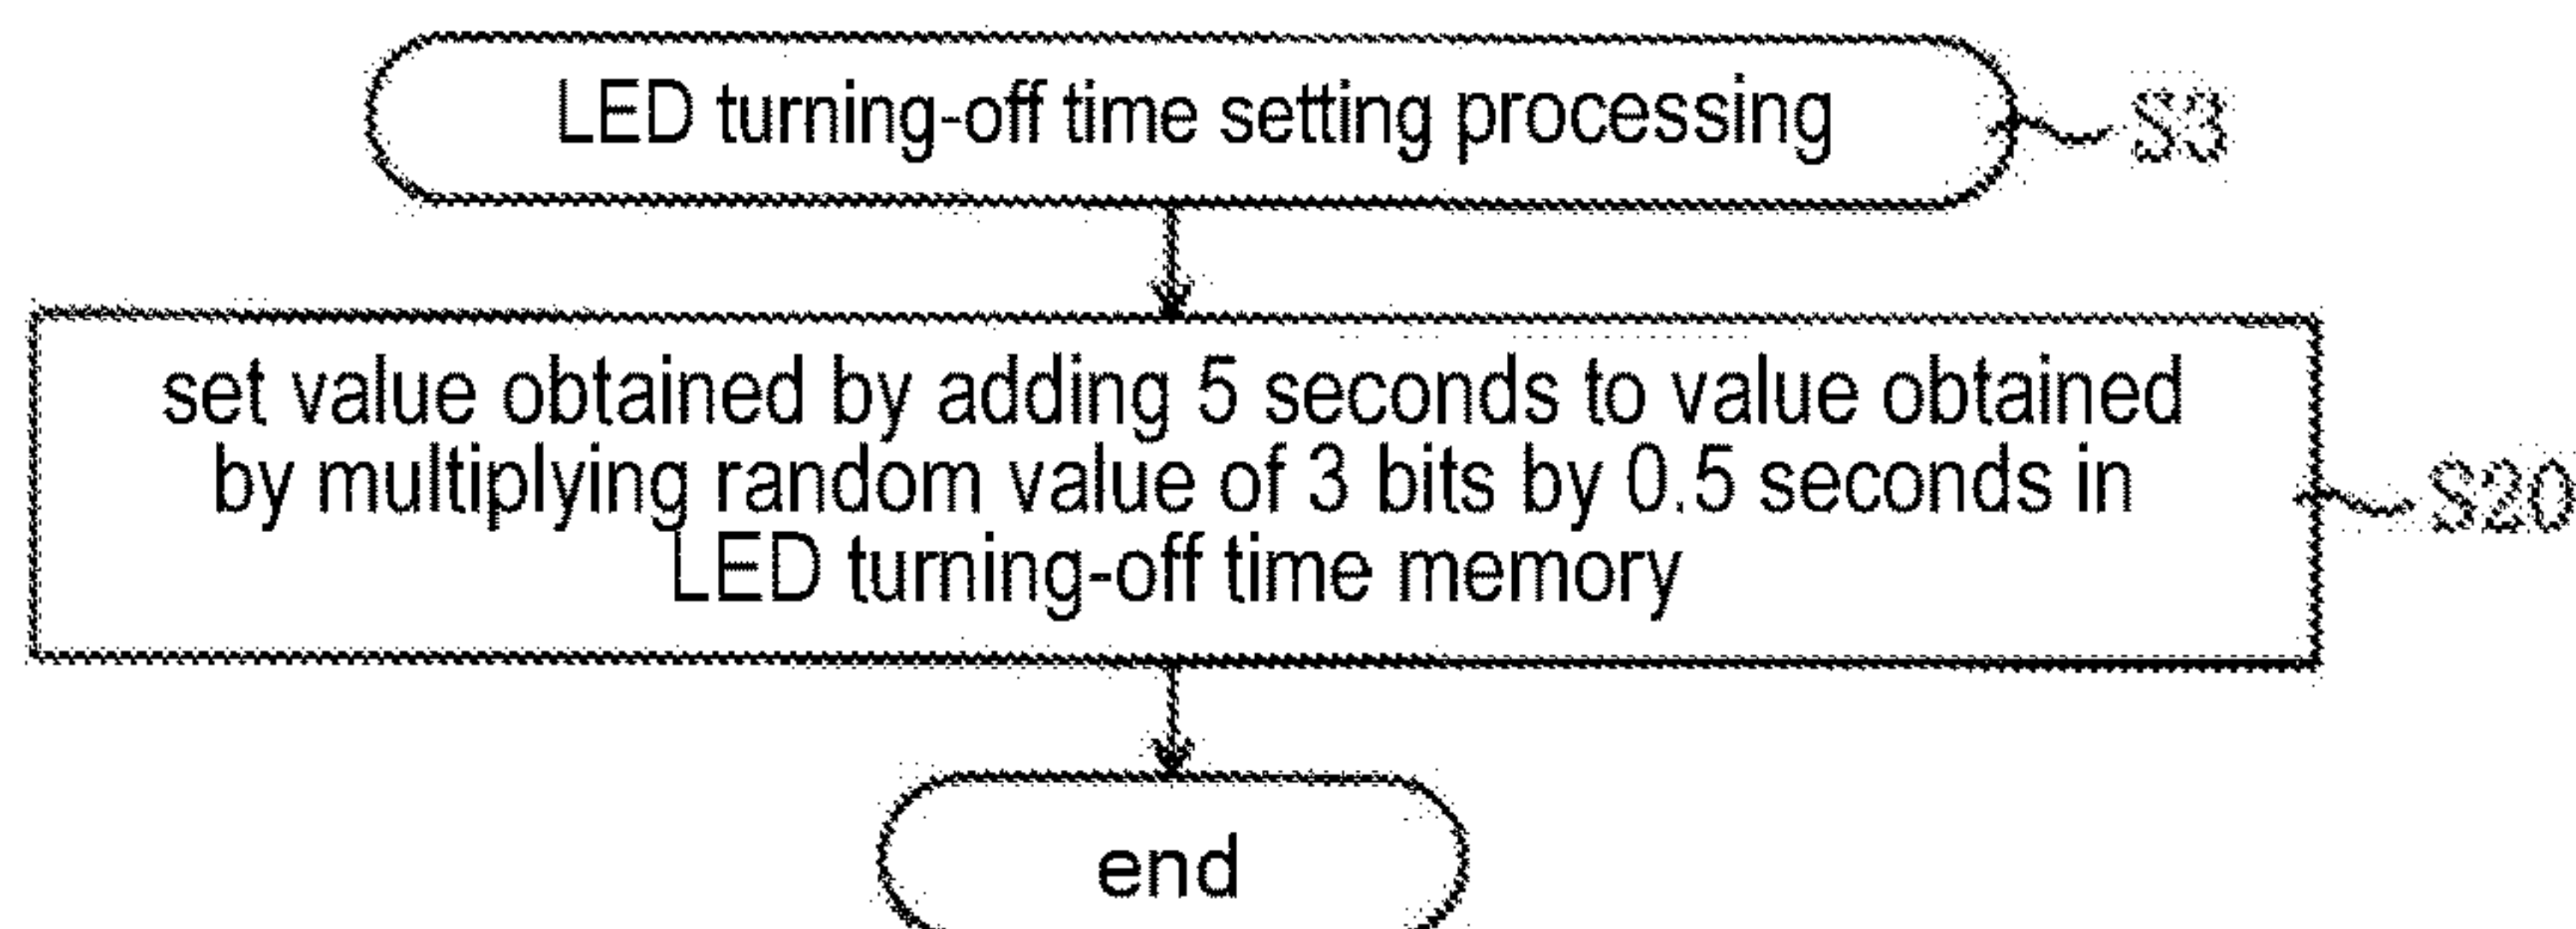 LED turning-off time setting processing
S3
set value obtained by adding 5 seconds to value obtained
by multiplying random value of 3 bits by 0.5 seconds in
S20
LED turning-off time memory
end